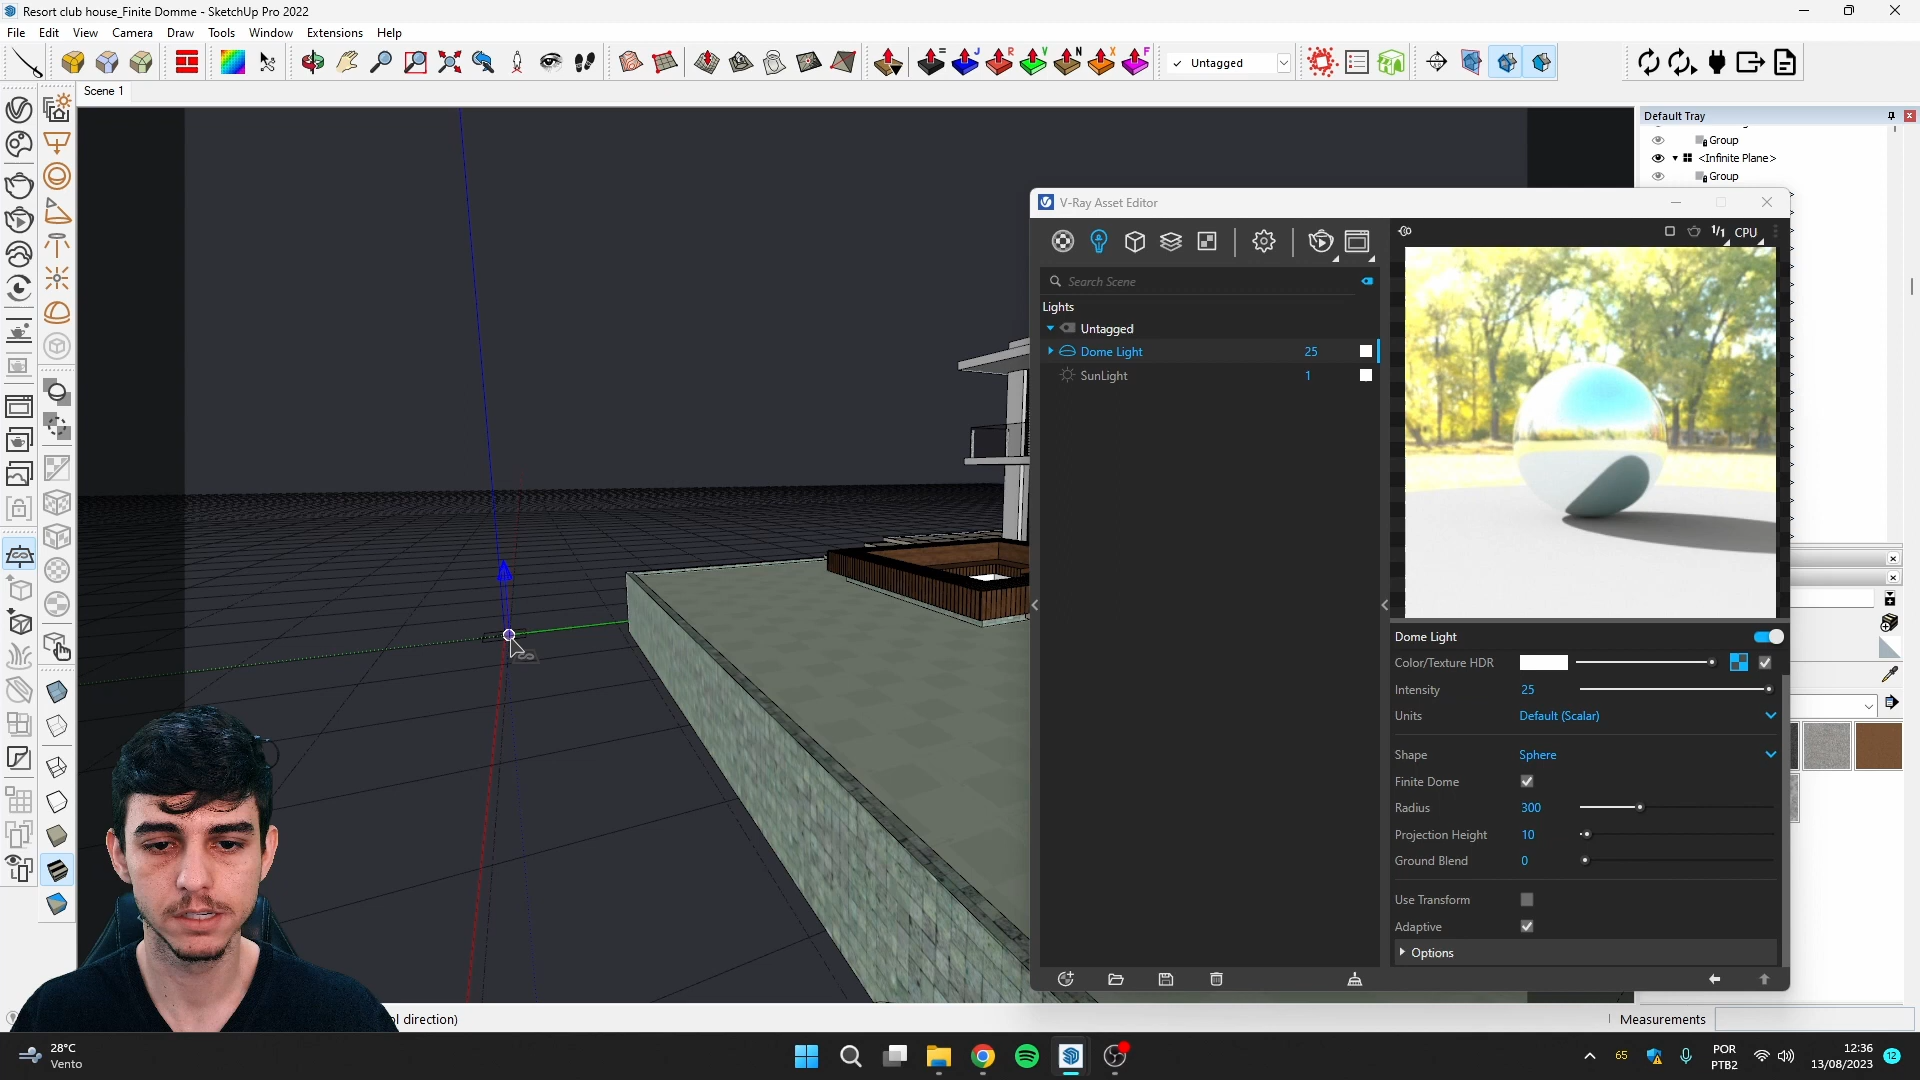 Resort club house_Finite Domme - SketchUp Pro 2022
File Edit View Camera Draw Tools Window Extensions Help
= J R V N X F
Untagged
Scene 1
Default Tray
Group
<Infinite Plane>
Group
V-Ray Asset Editor
1/1 CPU
Search Scene
Lights
Untagged
Dome Light 25
SunLight 1
Dome Light
Color/Texture HDR
Intensity 25
Units Default (Scalar)
Shape Sphere
Finite Dome
Radius 300
Projection Height 10
Ground Blend 0
Use Transform
Adaptive
Options
direction)
Measurements
28°C
Vento
65
POR
PTB2
12:36
13/08/2023
12